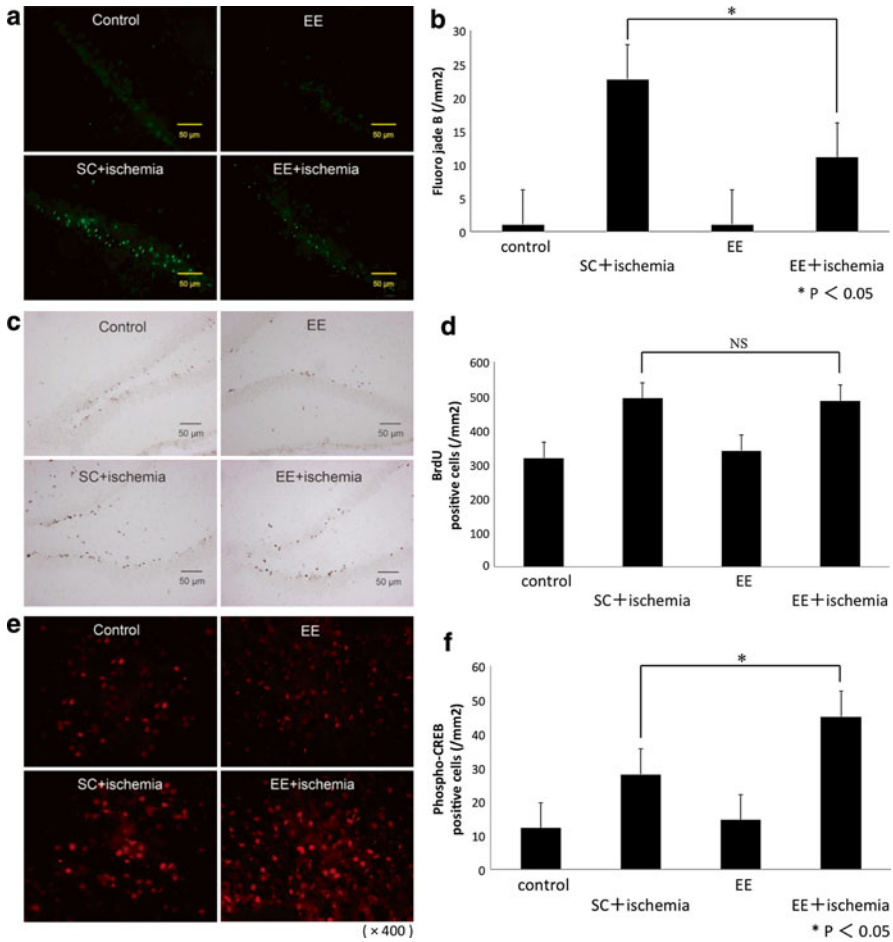 a
Control
EE
50 μm
50 μm
SC+ischemia
EE+ischemia
50 μm
50 μm
b
*
Fluoro jade B (/mm2)
35
30
25
20
15
10
5
0
control
EE
SC+ischemia
EE+ischemia
* P < 0.05
c
Control
EE
50 μm
50 μm
SC+ischemia
EE+ischemia
50 μm
50 μm
d
NS
BrdU
positive cells (/mm2)
600
500
400
300
200
100
0
control
EE
SC+ischemia
EE+ischemia
e
Control
EE
SC+ischemia
EE+ischemia
( × 400 )
f
*
Phospho-CREB
positive cells (/mm2)
60
50
40
30
20
10
0
control
EE
SC+ischemia
EE+ischemia
* P < 0.05